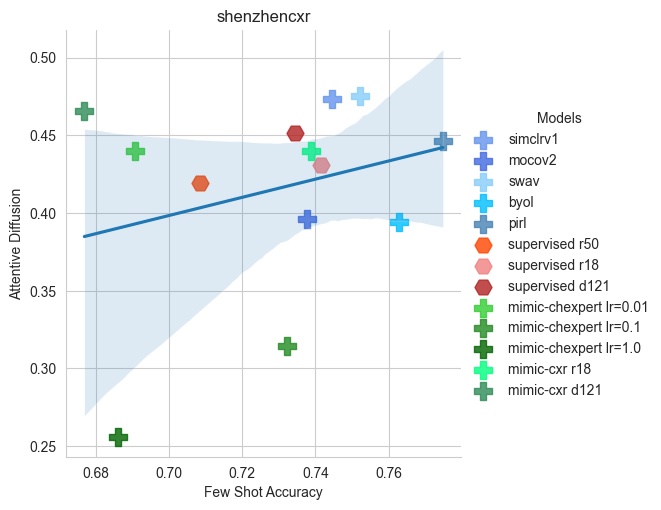 shenzhencxr
0.50
0.45
0.40
0.35
0.30
0.25
Attentive Diffusion
0.68
0.70
0.72
0.74
0.76
Few Shot Accuracy
Models
simclrv1
mocov2
swav
byol
pirl
supervised r50
supervised r18
supervised d121
mimic-chexpert lr=0.01
mimic-chexpert lr=0.1
mimic-chexpert lr=1.0
mimic-cxr r18
mimic-cxr d121